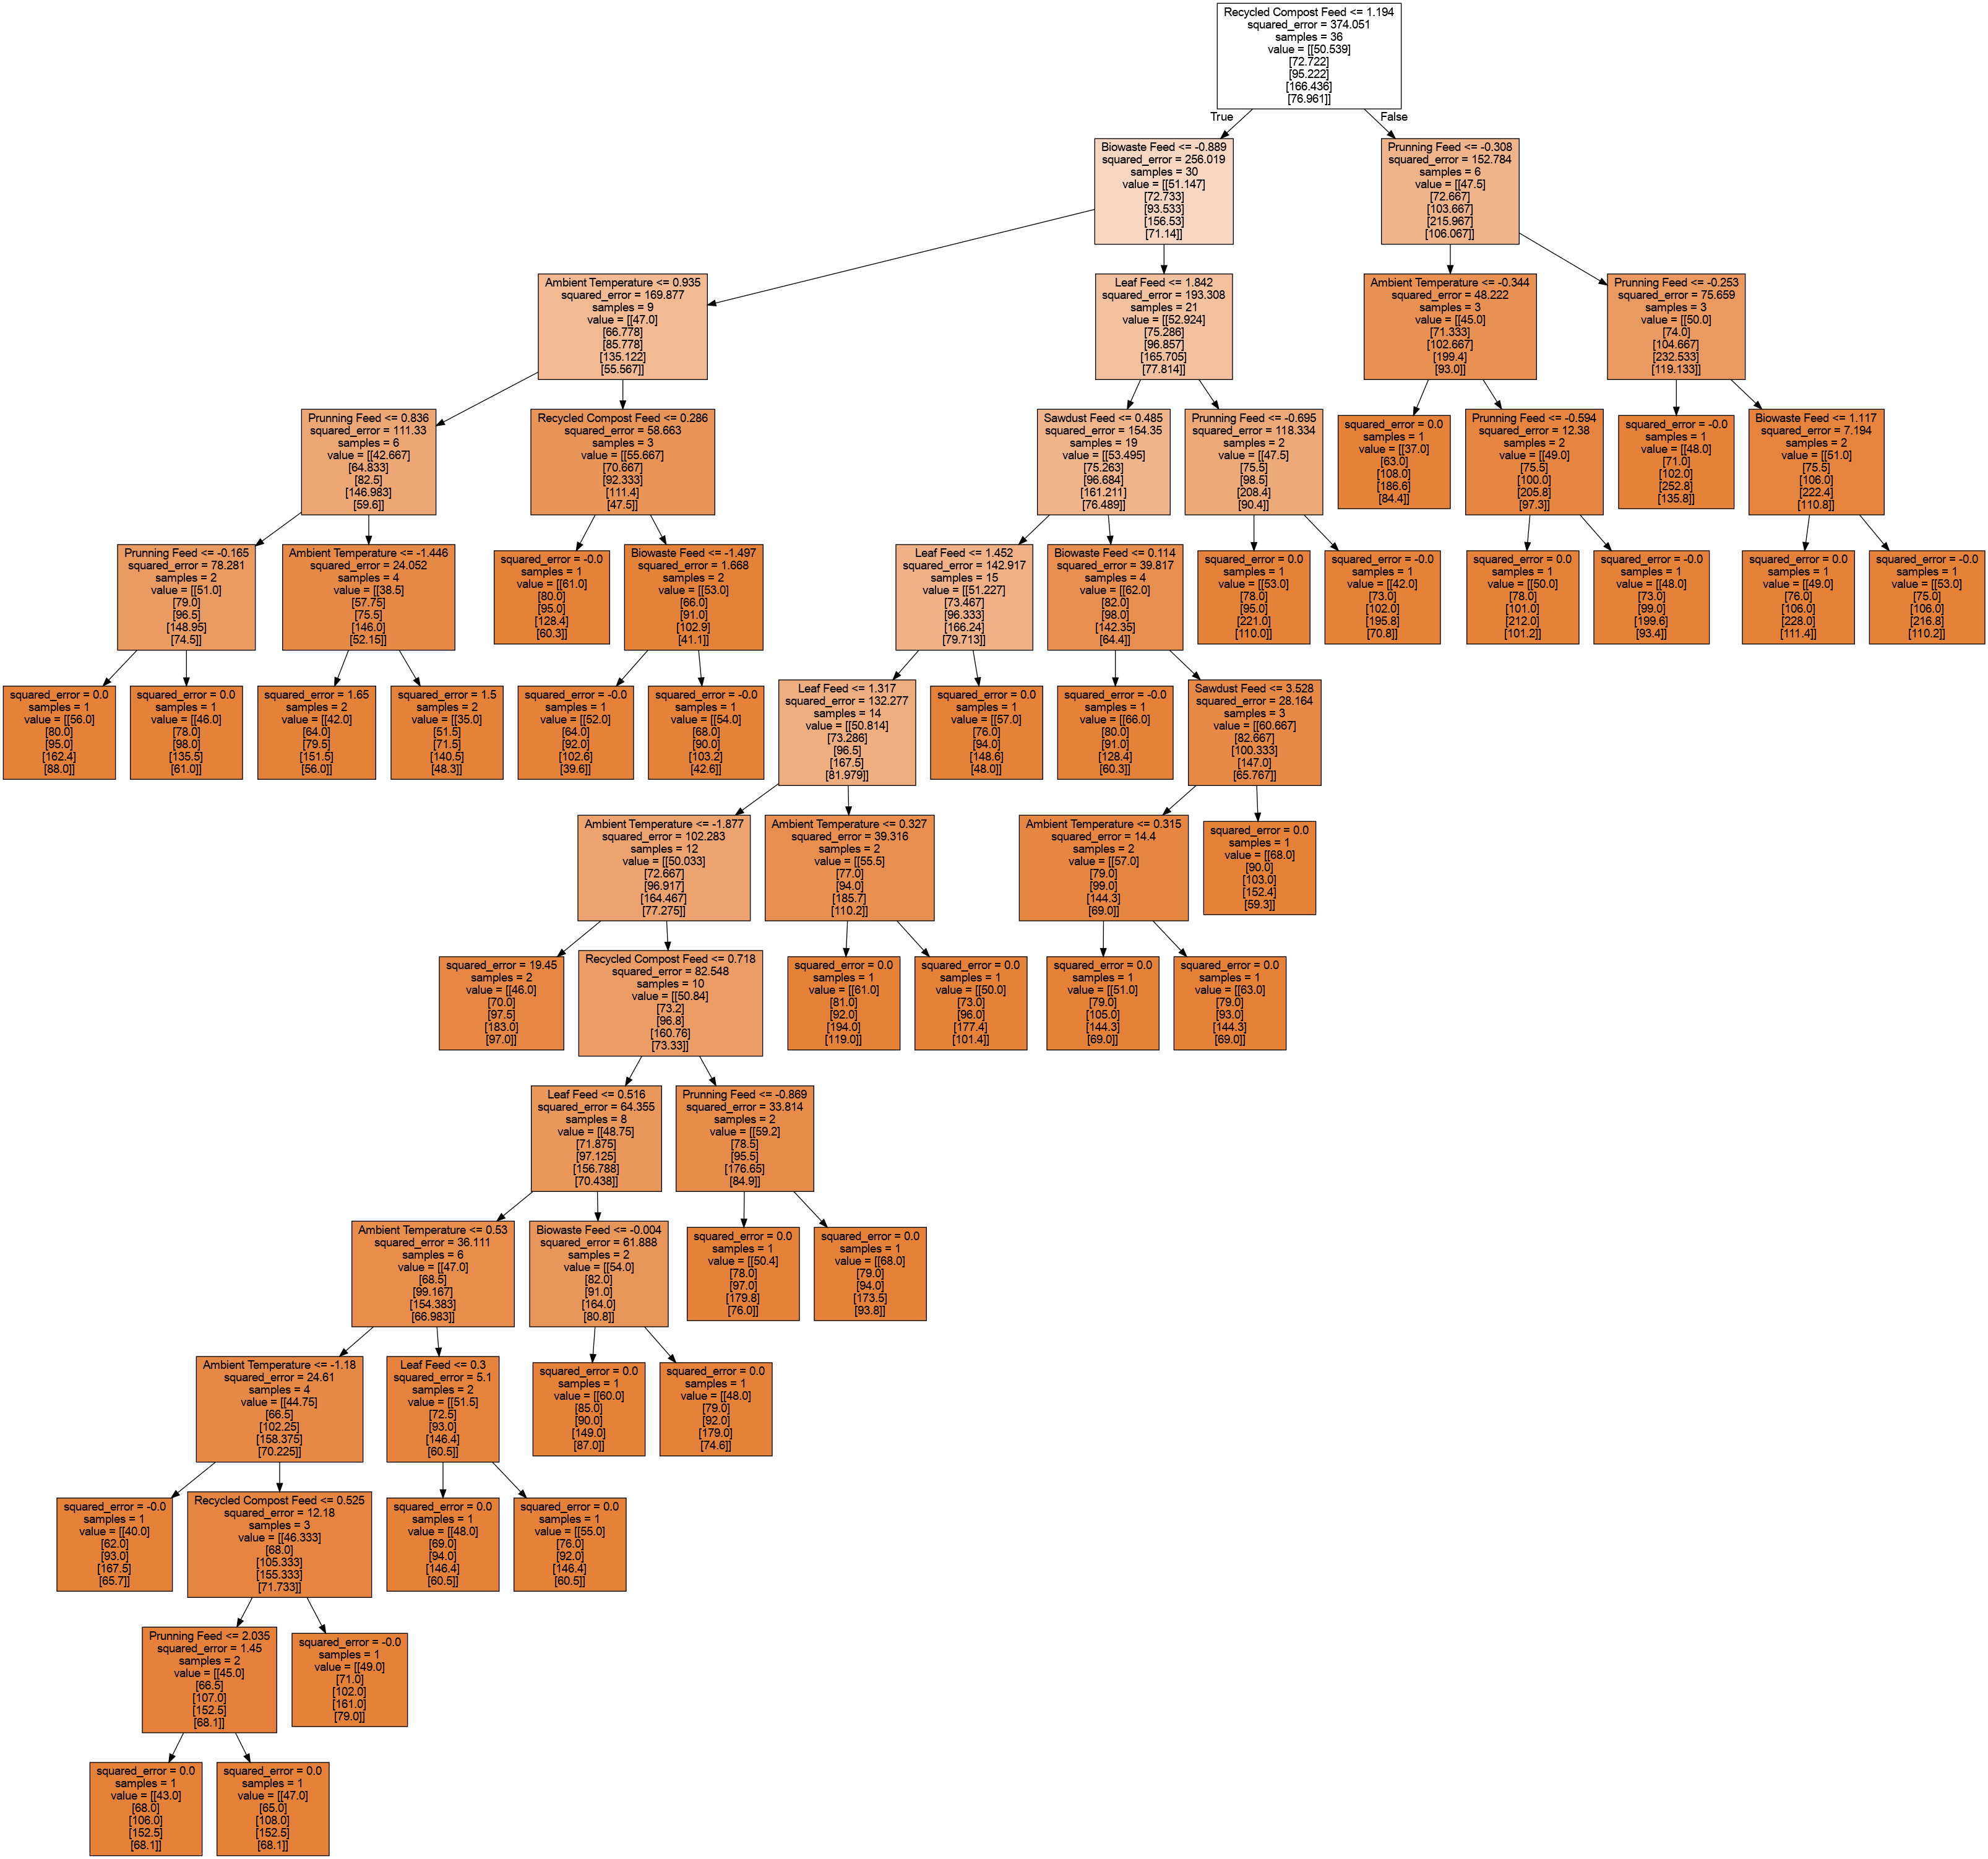 Recycled Compost Feed <= 1.194
squared_error = 374.051
samples = 36
value = [[50.539]
[72.722]
[95.222]
[166.436]
[76.961]]
True
False
Biowaste Feed <= -0.889
squared_error = 256.019
samples = 30
value = [[51.147]
[72.733]
[93.533]
[156.53]
[71.14]]
Prunning Feed <= -0.308
squared_error = 152.784
samples = 6
value = [[47.5]
[72.667]
[103.667]
[215.967]
[106.067]]
Ambient Temperature <= 0.935
squared_error = 169.877
samples = 9
value = [[47.0]
[66.778]
[85.778]
[135.122]
[55.567]]
Leaf Feed <= 1.842
squared_error = 193.308
samples = 21
value = [[52.924]
[75.286]
[96.857]
[165.705]
[77.814]]
Ambient Temperature <= -0.344
squared_error = 48.222
samples = 3
value = [[45.0]
[71.333]
[102.667]
[199.4]
[93.0]]
Prunning Feed <= -0.253
squared_error = 75.659
samples = 3
value = [[50.0]
[74.0]
[104.667]
[232.533]
[119.133]]
Prunning Feed <= 0.836
squared_error = 111.33
samples = 6
value = [[42.667]
[64.833]
[82.5]
[146.983]
[59.6]]
Recycled Compost Feed <= 0.286
squared_error = 58.663
samples = 3
value = [[55.667]
[70.667]
[92.333]
[111.4]
[47.5]]
Sawdust Feed <= 0.485
squared_error = 154.35
samples = 19
value = [[53.495]
[75.263]
[96.684]
[161.211]
[76.489]]
Prunning Feed <= -0.695
squared_error = 118.334
samples = 2
value = [[47.5]
[75.5]
[98.5]
[208.4]
[90.4]]
squared_error = 0.0
samples = 1
value = [[37.0]
[63.0]
[108.0]
[186.6]
[84.4]]
Prunning Feed <= -0.594
squared_error = 12.38
samples = 2
value = [[49.0]
[75.5]
[100.0]
[205.8]
[97.3]]
squared_error = -0.0
samples = 1
value = [[48.0]
[71.0]
[102.0]
[252.8]
[135.8]]
Biowaste Feed <= 1.117
squared_error = 7.194
samples = 2
value = [[51.0]
[75.5]
[106.0]
[222.4]
[110.8]]
Prunning Feed <= -0.165
squared_error = 78.281
samples = 2
value = [[51.0]
[79.0]
[96.5]
[148.95]
[74.5]]
Ambient Temperature <= -1.446
squared_error = 24.052
samples = 4
value = [[38.5]
[57.75]
[75.5]
[146.0]
[52.15]]
squared_error = -0.0
samples = 1
value = [[61.0]
[80.0]
[95.0]
[128.4]
[60.3]]
Biowaste Feed <= -1.497
squared_error = 1.668
samples = 2
value = [[53.0]
[66.0]
[91.0]
[102.9]
[41.1]]
Leaf Feed <= 1.452
squared_error = 142.917
samples = 15
value = [[51.227]
[73.467]
[96.333]
[166.24]
[79.713]]
Biowaste Feed <= 0.114
squared_error = 39.817
samples = 4
value = [[62.0]
[82.0]
[98.0]
[142.35]
[64.4]]
squared_error = 0.0
samples = 1
value = [[53.0]
[78.0]
[95.0]
[221.0]
[110.0]]
squared_error = -0.0
samples = 1
value = [[42.0]
[73.0]
[102.0]
[195.8]
[70.8]]
squared_error = 0.0
samples = 1
value = [[50.0]
[78.0]
[101.0]
[212.0]
[101.2]]
squared_error = -0.0
samples = 1
value = [[48.0]
[73.0]
[99.0]
[199.6]
[93.4]]
squared_error = 0.0
samples = 1
value = [[49.0]
[76.0]
[106.0]
[228.0]
[111.4]]
squared_error = -0.0
samples = 1
value = [[53.0]
[75.0]
[106.0]
[216.8]
[110.2]]
squared_error = 0.0
samples = 1
value = [[56.0]
[80.0]
[95.0]
[162.4]
[88.0]]
squared_error = 0.0
samples = 1
value = [[46.0]
[78.0]
[98.0]
[135.5]
[61.0]]
squared_error = 1.65
samples = 2
value = [[42.0]
[64.0]
[79.5]
[151.5]
[56.0]]
squared_error = 1.5
samples = 2
value = [[35.0]
[51.5]
[71.5]
[140.5]
[48.3]]
squared_error = -0.0
samples = 1
value = [[52.0]
[64.0]
[92.0]
[102.6]
[39.6]]
squared_error = -0.0
samples = 1
value = [[54.0]
[68.0]
[90.0]
[103.2]
[42.6]]
Leaf Feed <= 1.317
squared_error = 132.277
samples = 14
value = [[50.814]
[73.286]
[96.5]
[167.5]
[81.979]]
squared_error = 0.0
samples = 1
value = [[57.0]
[76.0]
[94.0]
[148.6]
[48.0]]
squared_error = -0.0
samples = 1
value = [[66.0]
[80.0]
[91.0]
[128.4]
[60.3]]
Sawdust Feed <= 3.528
squared_error = 28.164
samples = 3
value = [[60.667]
[82.667]
[100.333]
[147.0]
[65.767]]
Ambient Temperature <= -1.877
squared_error = 102.283
samples = 12
value = [[50.033]
[72.667]
[96.917]
[164.467]
[77.275]]
Ambient Temperature <= 0.327
squared_error = 39.316
samples = 2
value = [[55.5]
[77.0]
[94.0]
[185.7]
[110.2]]
Ambient Temperature <= 0.315
squared_error = 14.4
samples = 2
value = [[57.0]
[79.0]
[99.0]
[144.3]
[69.0]]
squared_error = 0.0
samples = 1
value = [[68.0]
[90.0]
[103.0]
[152.4]
[59.3]]
squared_error = 19.45
samples = 2
value = [[46.0]
[70.0]
[97.5]
[183.0]
[97.0]]
Recycled Compost Feed <= 0.718
squared_error = 82.548
samples = 10
value = [[50.84]
[73.2]
[96.8]
[160.76]
[73.33]]
squared_error = 0.0
samples = 1
value = [[61.0]
[81.0]
[92.0]
[194.0]
[119.0]]
squared_error = 0.0
samples = 1
value = [[50.0]
[73.0]
[96.0]
[177.4]
[101.4]]
squared_error = 0.0
samples = 1
value = [[51.0]
[79.0]
[105.0]
[144.3]
[69.0]]
squared_error = 0.0
samples = 1
value = [[63.0]
[79.0]
[93.0]
[144.3]
[69.0]]
Leaf Feed <= 0.516
squared_error = 64.355
samples = 8
value = [[48.75]
[71.875]
[97.125]
[156.788]
[70.438]]
Prunning Feed <= -0.869
squared_error = 33.814
samples = 2
value = [[59.2]
[78.5]
[95.5]
[176.65]
[84.9]]
Ambient Temperature <= 0.53
squared_error = 36.111
samples = 6
value = [[47.0]
[68.5]
[99.167]
[154.383]
[66.983]]
Biowaste Feed <= -0.004
squared_error = 61.888
samples = 2
value = [[54.0]
[82.0]
[91.0]
[164.0]
[80.8]]
squared_error = 0.0
samples = 1
value = [[50.4]
[78.0]
[97.0]
[179.8]
[76.0]]
squared_error = 0.0
samples = 1
value = [[68.0]
[79.0]
[94.0]
[173.5]
[93.8]]
Ambient Temperature <= -1.18
squared_error = 24.61
samples = 4
value = [[44.75]
[66.5]
[102.25]
[158.375]
[70.225]]
Leaf Feed <= 0.3
squared_error = 5.1
samples = 2
value = [[51.5]
[72.5]
[93.0]
[146.4]
[60.5]]
squared_error = 0.0
samples = 1
value = [[60.0]
[85.0]
[90.0]
[149.0]
[87.0]]
squared_error = 0.0
samples = 1
value = [[48.0]
[79.0]
[92.0]
[179.0]
[74.6]]
squared_error = -0.0
samples = 1
value = [[40.0]
[62.0]
[93.0]
[167.5]
[65.7]]
Recycled Compost Feed <= 0.525
squared_error = 12.18
samples = 3
value = [[46.333]
[68.0]
[105.333]
[155.333]
[71.733]]
squared_error = 0.0
samples = 1
value = [[48.0]
[69.0]
[94.0]
[146.4]
[60.5]]
squared_error = 0.0
samples = 1
value = [[55.0]
[76.0]
[92.0]
[146.4]
[60.5]]
Prunning Feed <= 2.035
squared_error = 1.45
samples = 2
value = [[45.0]
[66.5]
[107.0]
[152.5]
[68.1]]
squared_error = -0.0
samples = 1
value = [[49.0]
[71.0]
[102.0]
[161.0]
[79.0]]
squared_error = 0.0
samples = 1
value = [[43.0]
[68.0]
[106.0]
[152.5]
[68.1]]
squared_error = 0.0
samples = 1
value = [[47.0]
[65.0]
[108.0]
[152.5]
[68.1]]